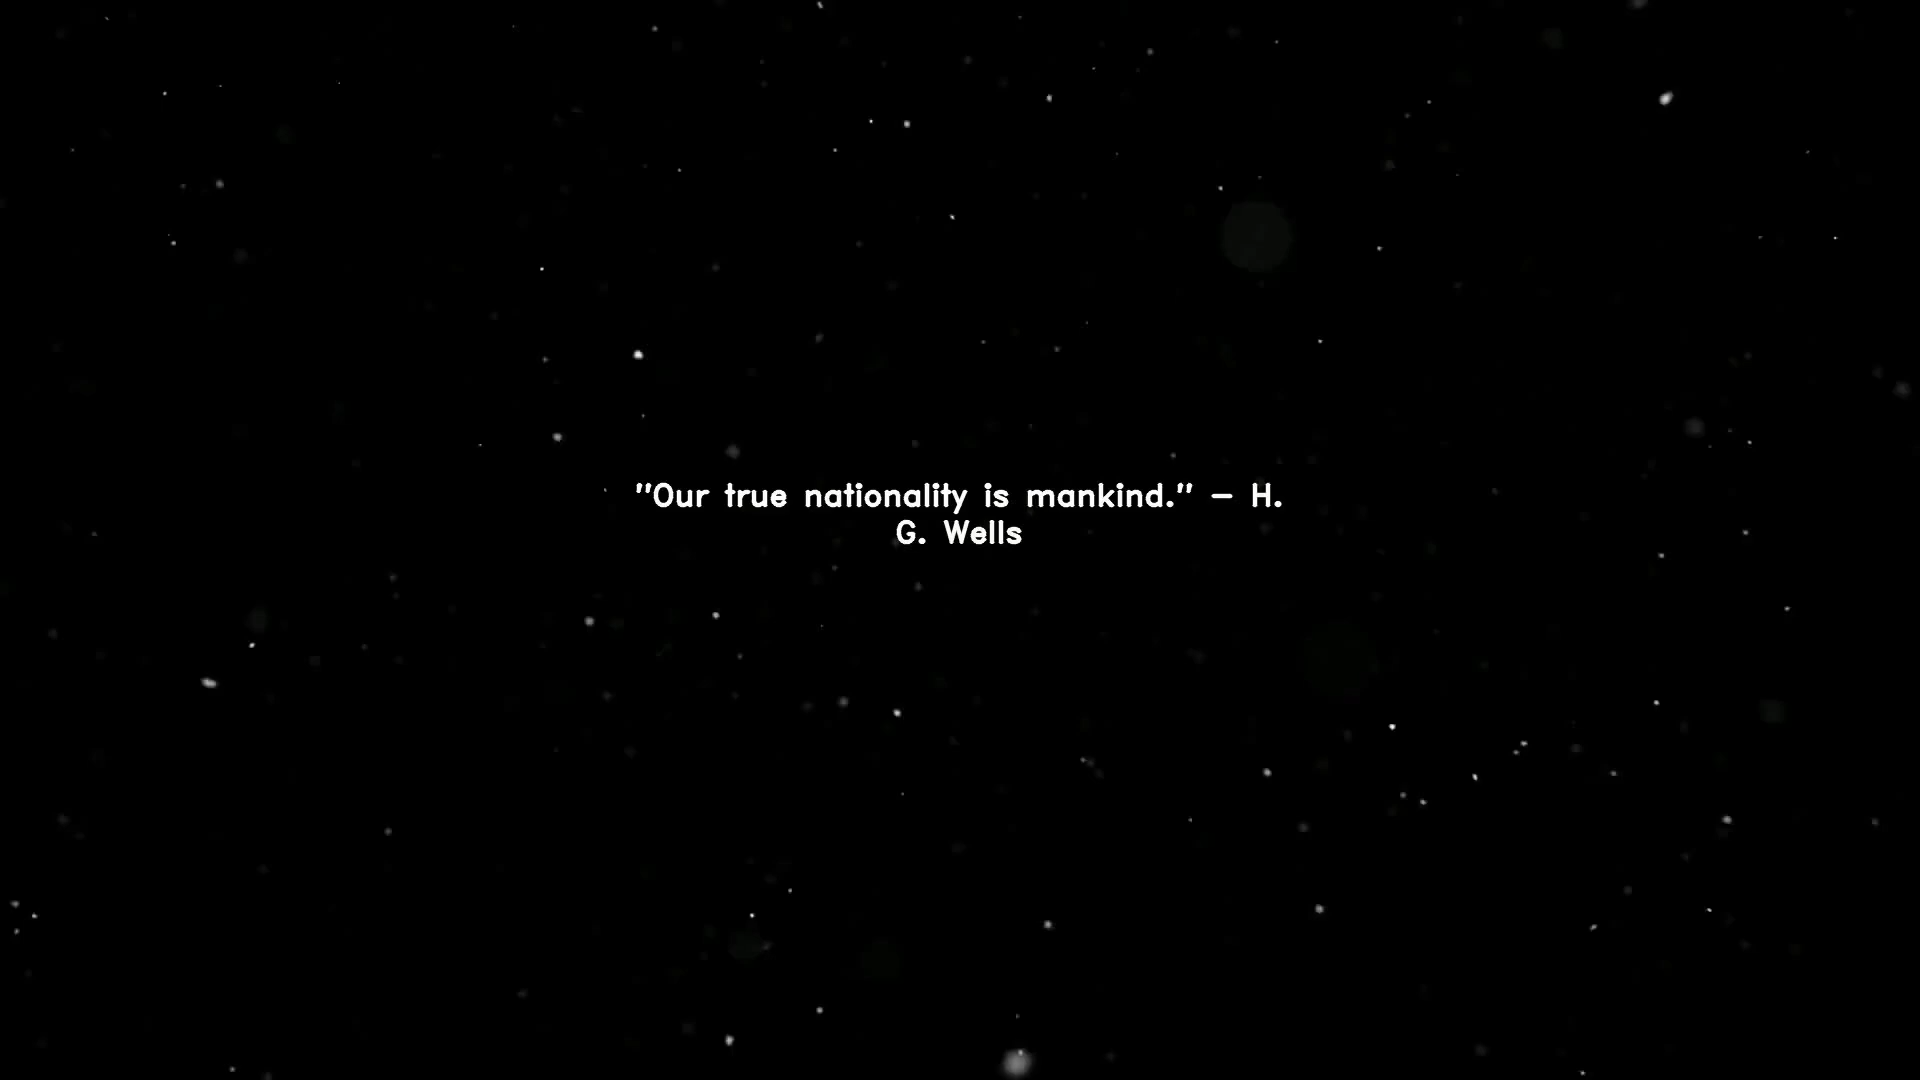 "Our true nationality is mankind." — H.
G. Wells